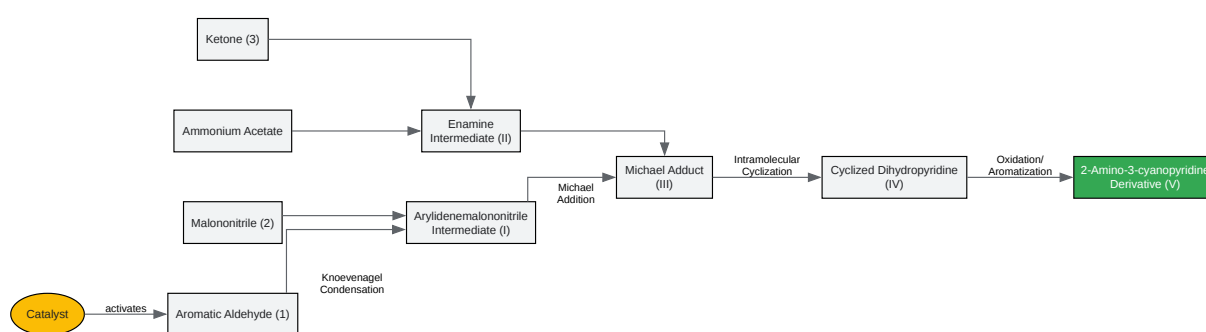 Ketone (3)
Ammonium Acetate
Enamine
Intermediate (II)
Malononitrile (2)
Arylidenemalononitrile
Intermediate (I)
Knoevenagel
Condensation
Catalyst
activates
Aromatic Aldehyde (1)
Michael
Addition
Michael Adduct
(III)
Intramolecular
Cyclization
Cyclized Dihydropyridine
(IV)
Oxidation/
Aromatization
2-Amino-3-cyanopyridine
Derivative (V)